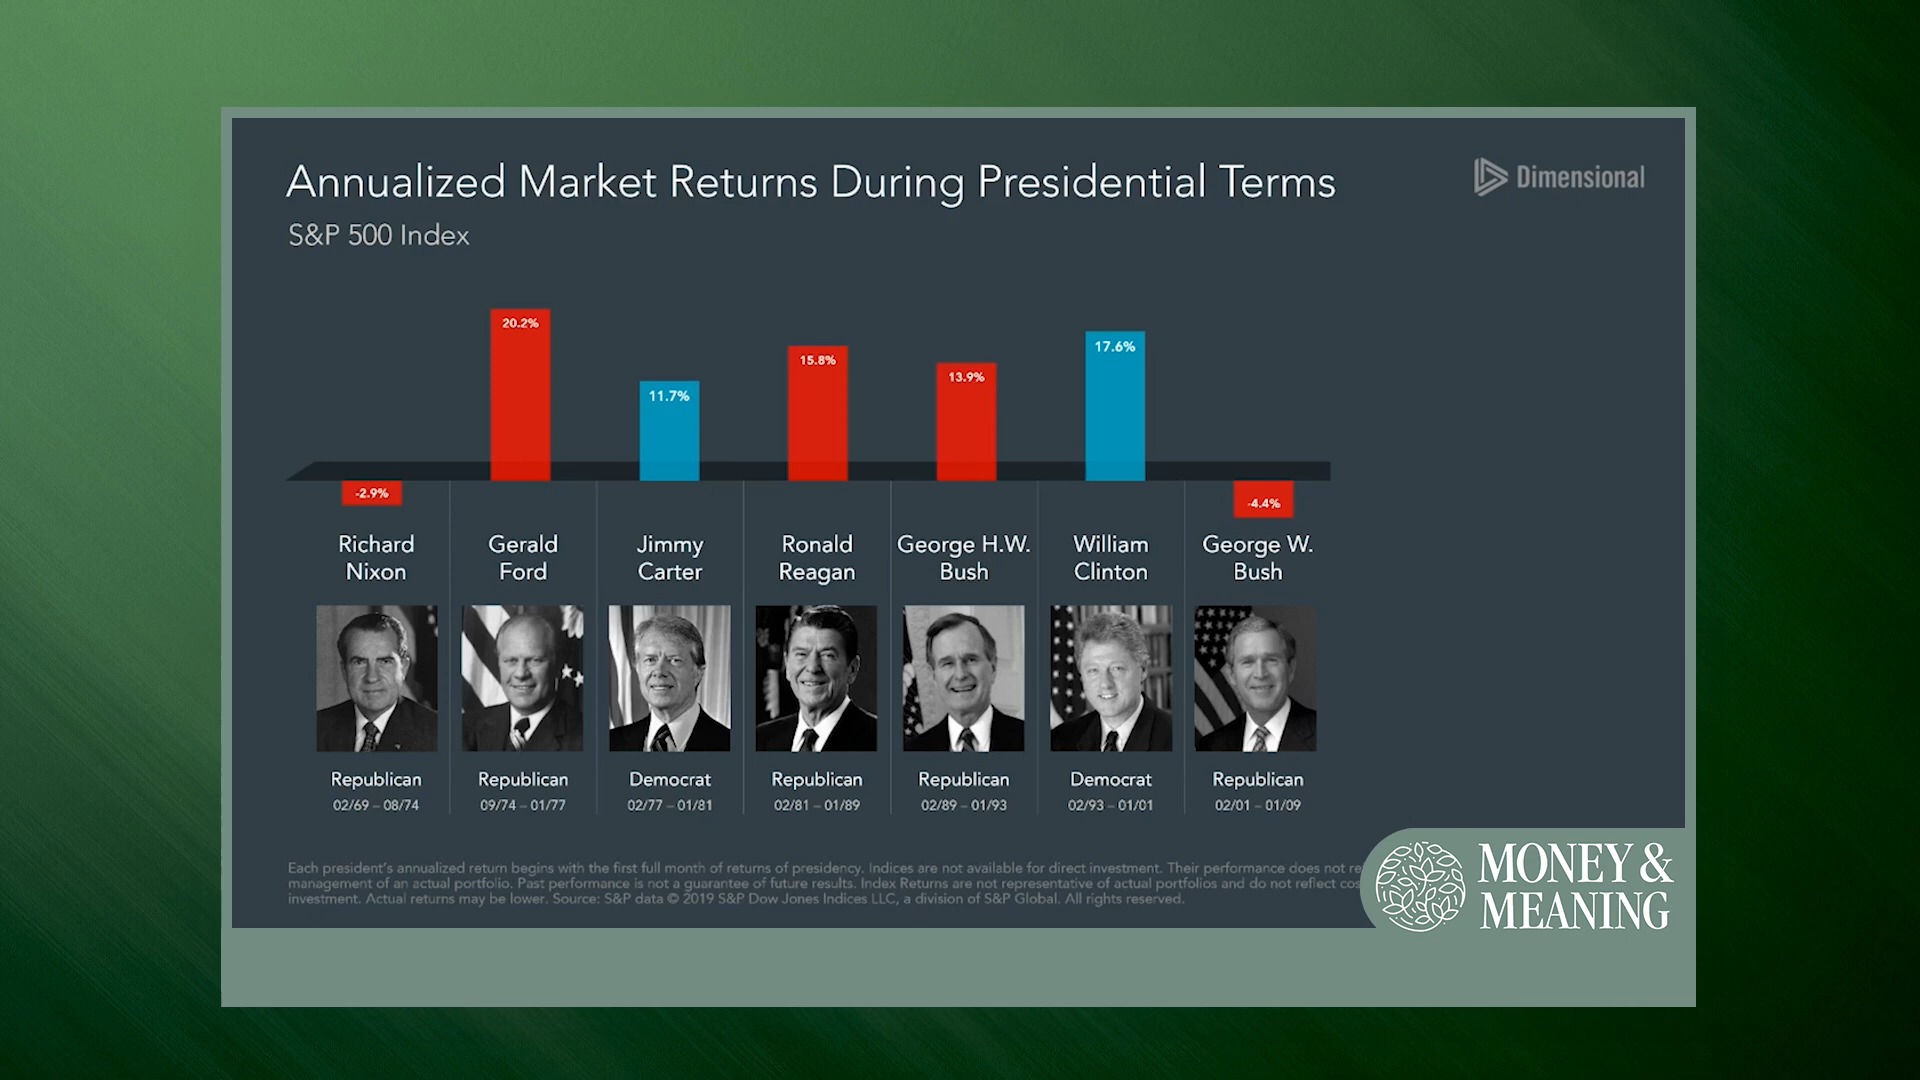 Annualized Market Returns During Presidential Terms
Dimensional
S&P 500 Index
20.2%
11.7%
15.8%
13.9%
17.6%
-2.9%
-4.4%
Richard
Nixon
Gerald
Ford
Jimmy
Carter
Ronald
Reagan
George H.W.
Bush
William
Clinton
George W.
Bush
Republican
02/69 – 08/74
Republican
09/74 – 01/77
Democrat
02/77 – 01/81
Republican
02/81 – 01/89
Republican
02/89 – 01/93
Democrat
02/93 – 01/01
Republican
02/01 – 01/09
Each president's annualized return begins with the first full month of returns of presidency. Indices are not available for direct investment. Their performance does not
management of an actual portfolio. Past performance is not a guarantee of future results. Index Returns are not representative of actual portfolios and do not reflect
investment. Actual returns may be lower. Source: S&P data © 2019 S&P Dow Jones Indices LLC, a division of S&P Global. All rights reserved.
MONEY &
MEANING